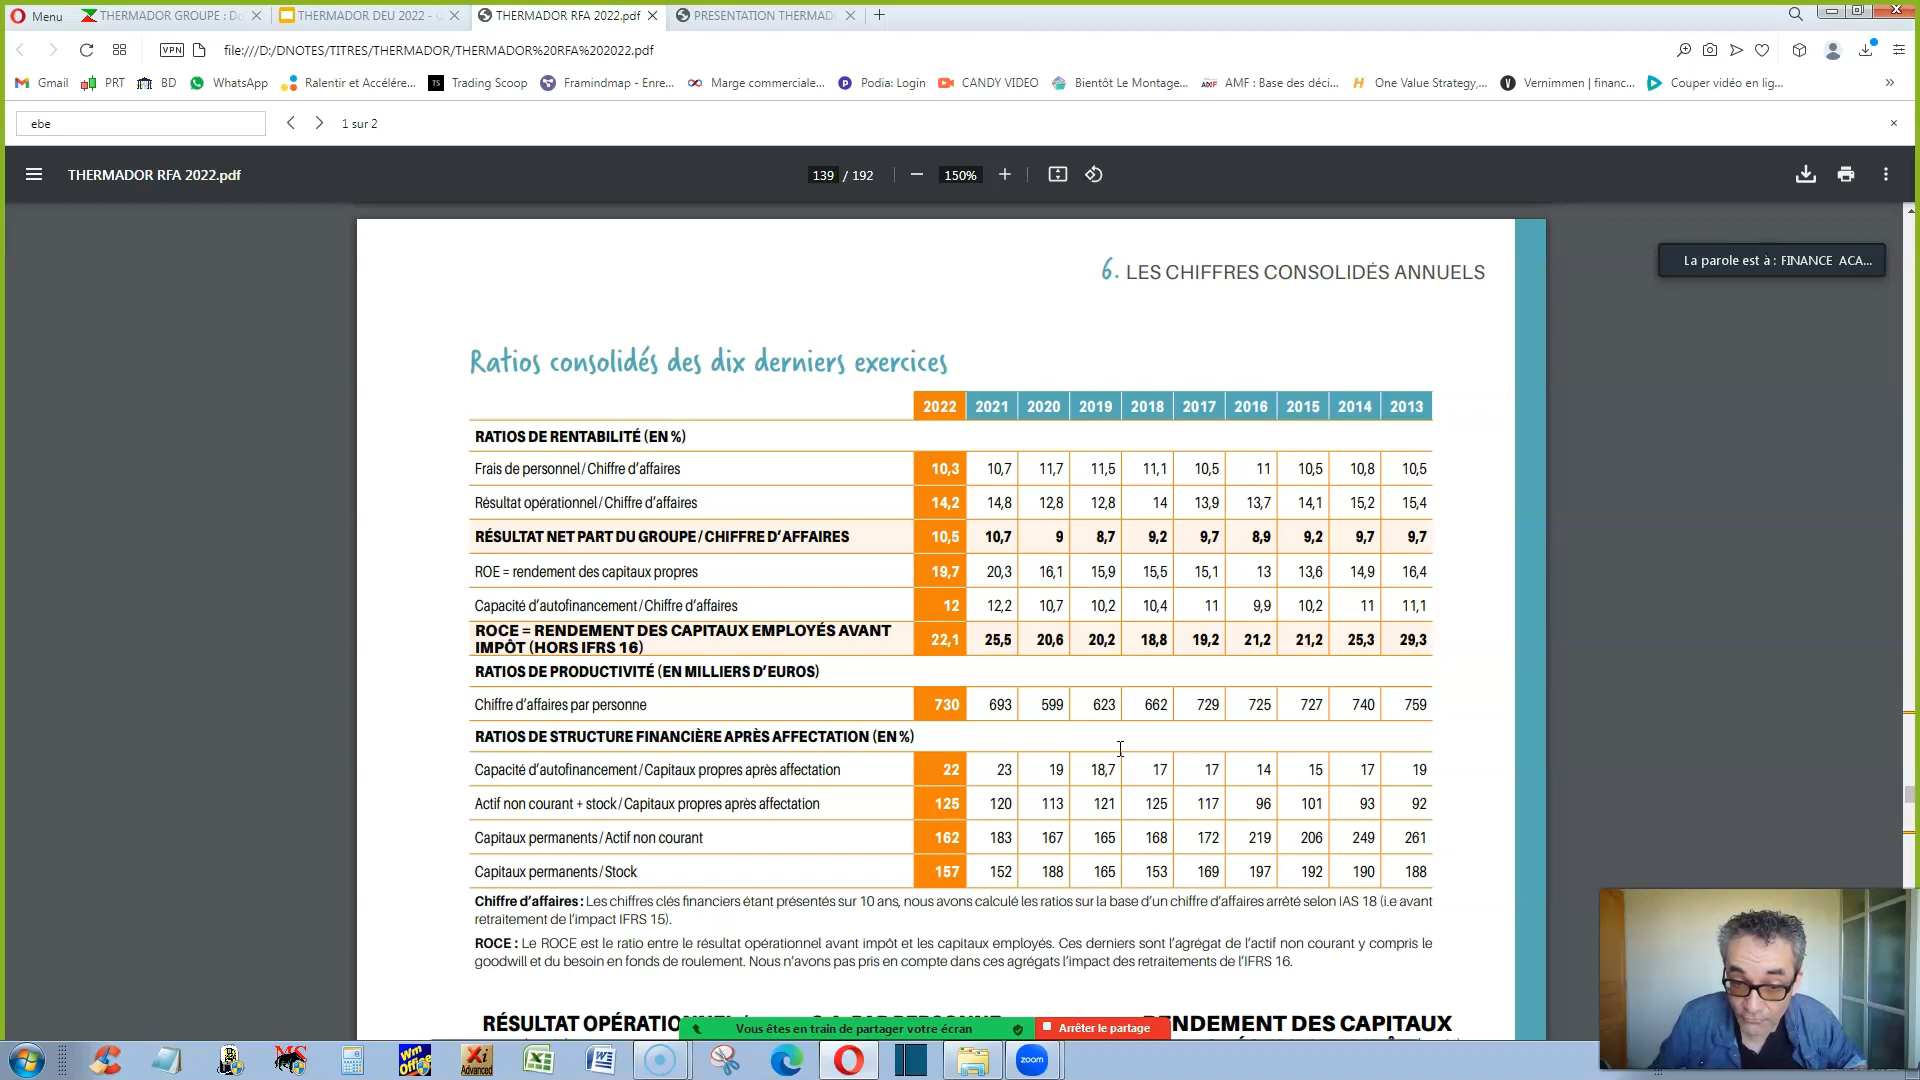 Menu
THERMADOR GROUPE : D
THERMADOR DEU 2022 -
THERMADOR RFA 2022.pdf
PRESENTATION THERMAD
VPN
file:///D:/DNOTES/TITRES/THERMADOR/THERMADOR%20RFA%202022.pdf
Gmail
PRT
BD
WhatsApp
Ralentir et Accélére...
TS
Trading Scoop
Framindmap - Enre...
Marge commerciale...
Podia: Login
CANDY VIDEO
Bientôt Le Montage...
AMF : Base des déci...
One Value Strategy,...
Vernimmen | financ...
Couper vidéo en lig...
ebe
1 sur 2
THERMADOR RFA 2022.pdf
139 / 192
150%
La parole est à : FINANCE ACA...
6. LES CHIFFRES CONSOLIDÉS ANNUELS
Ratios consolidés des dix derniers exercices
2022 2021 2020 2019 2018 2017 2016 2015 2014 2013
RATIOS DE RENTABILITÉ (EN %)
Frais de personnel / Chiffre d'affaires 10,3 10,7 11,7 11,5 11,1 10,5 11 10,5 10,8 10,5
Résultat opérationnel / Chiffre d'affaires 14,2 14,8 12,8 12,8 14 13,9 13,7 14,1 15,2 15,4
RÉSULTAT NET PART DU GROUPE / CHIFFRE D'AFFAIRES 10,5 10,7 9 8,7 9,2 9,7 8,9 9,2 9,7 9,7
ROE = rendement des capitaux propres 19,7 20,3 16,1 15,9 15,5 15,1 13 13,6 14,9 16,4
Capacité d'autofinancement / Chiffre d'affaires 12 12,2 10,7 10,2 10,4 11 9,9 10,2 11 11,1
ROCE = RENDEMENT DES CAPITAUX EMPLOYÉS AVANT
IMPÔT (HORS IFRS 16) 22,1 25,5 20,6 20,2 18,8 19,2 21,2 21,2 25,3 29,3
RATIOS DE PRODUCTIVITÉ (EN MILLIERS D'EUROS)
Chiffre d'affaires par personne 730 693 599 623 662 729 725 727 740 759
RATIOS DE STRUCTURE FINANCIÈRE APRÈS AFFECTATION (EN %)
Capacité d'autofinancement / Capitaux propres après affectation 22 23 19 18,7 17 17 14 15 17 19
Actif non courant + stock / Capitaux propres après affectation 125 120 113 121 125 117 96 101 93 92
Capitaux permanents / Actif non courant 162 183 167 165 168 172 219 206 249 261
Capitaux permanents / Stock 157 152 188 165 153 169 197 192 190 188
Chiffre d'affaires : Les chiffres clés financiers étant présentés sur 10 ans, nous avons calculé les ratios sur la base d'un chiffre d'affaires arrêté selon IAS 18 (i.e avant
retraitement de l'impact IFRS 15).
ROCE : Le ROCE est le ratio entre le résultat opérationnel avant impôt et les capitaux employés. Ces derniers sont l'agrégat de l'actif non courant y compris le
goodwill et du besoin en fonds de roulement. Nous n'avons pas pris en compte dans ces agrégats l'impact des retraitements de l'IFRS 16.
RÉSULTAT OPÉRATIONNEL
RENDEMENT DES CAPITAUX
Vous êtes en train de partager votre écran
Arrêter le partage
Wm
Office
Xi
Advanced
zoom